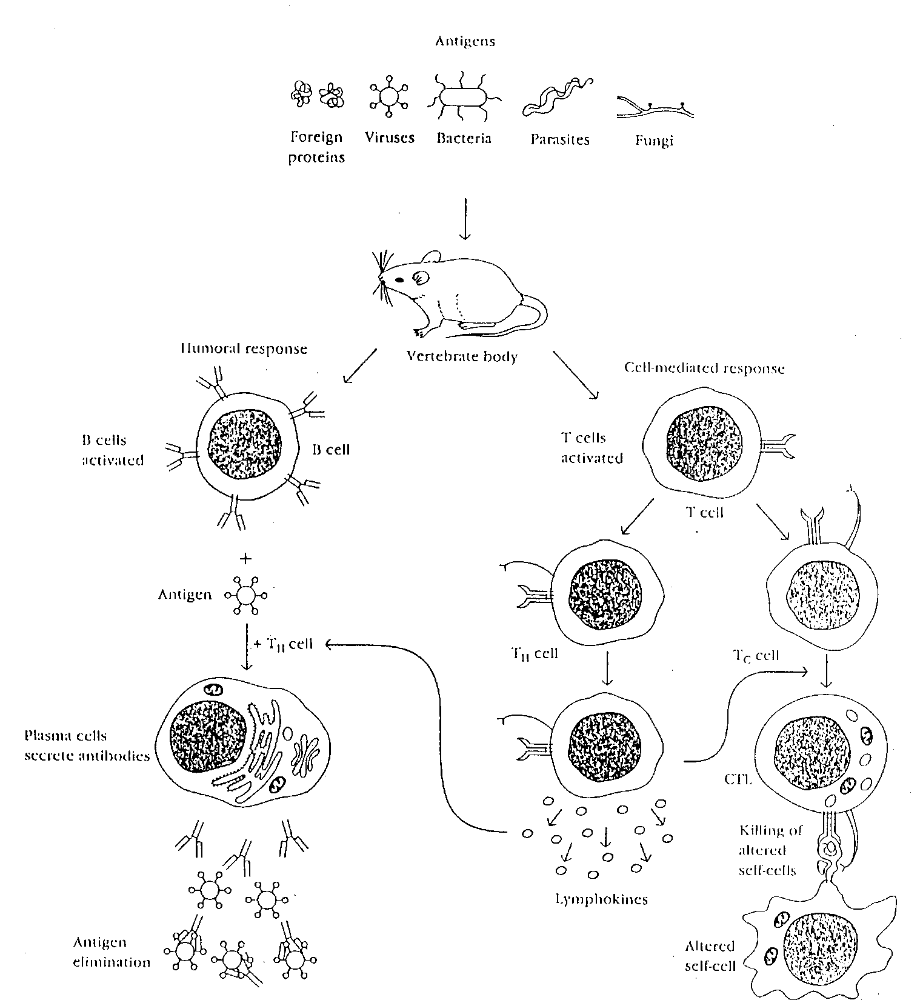 Antigens
Foreign
proteins
Viruses
Bacteria
Parasites
Fungi
Vertebrate body
Humoral response
Cell-mediated response
B cells
activated
B cell
T cells
activated
T cell
+
Antigen
+ TH cell
TH cell
TC cell
Plasma cells
secrete antibodies
CTL
Killing of
altered
self-cells
Lymphokines
Antigen
elimination
Altered
self-cell